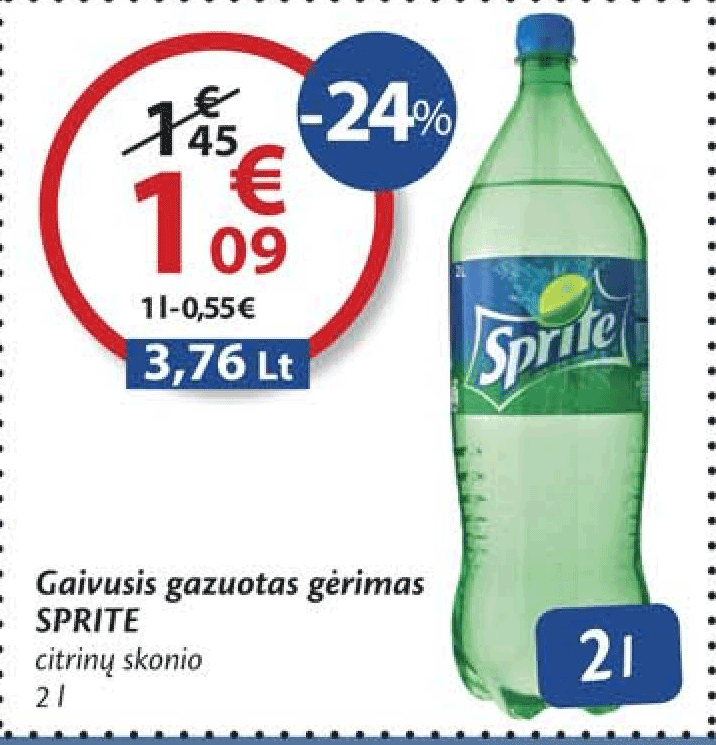 -24%
1 € 45
1 € 09
1 l-0,55€
3,76 Lt
2L
Sprite
Gaivusis gazuotas gėrimas
SPRITE
citrinų skonio
2 l
2 l